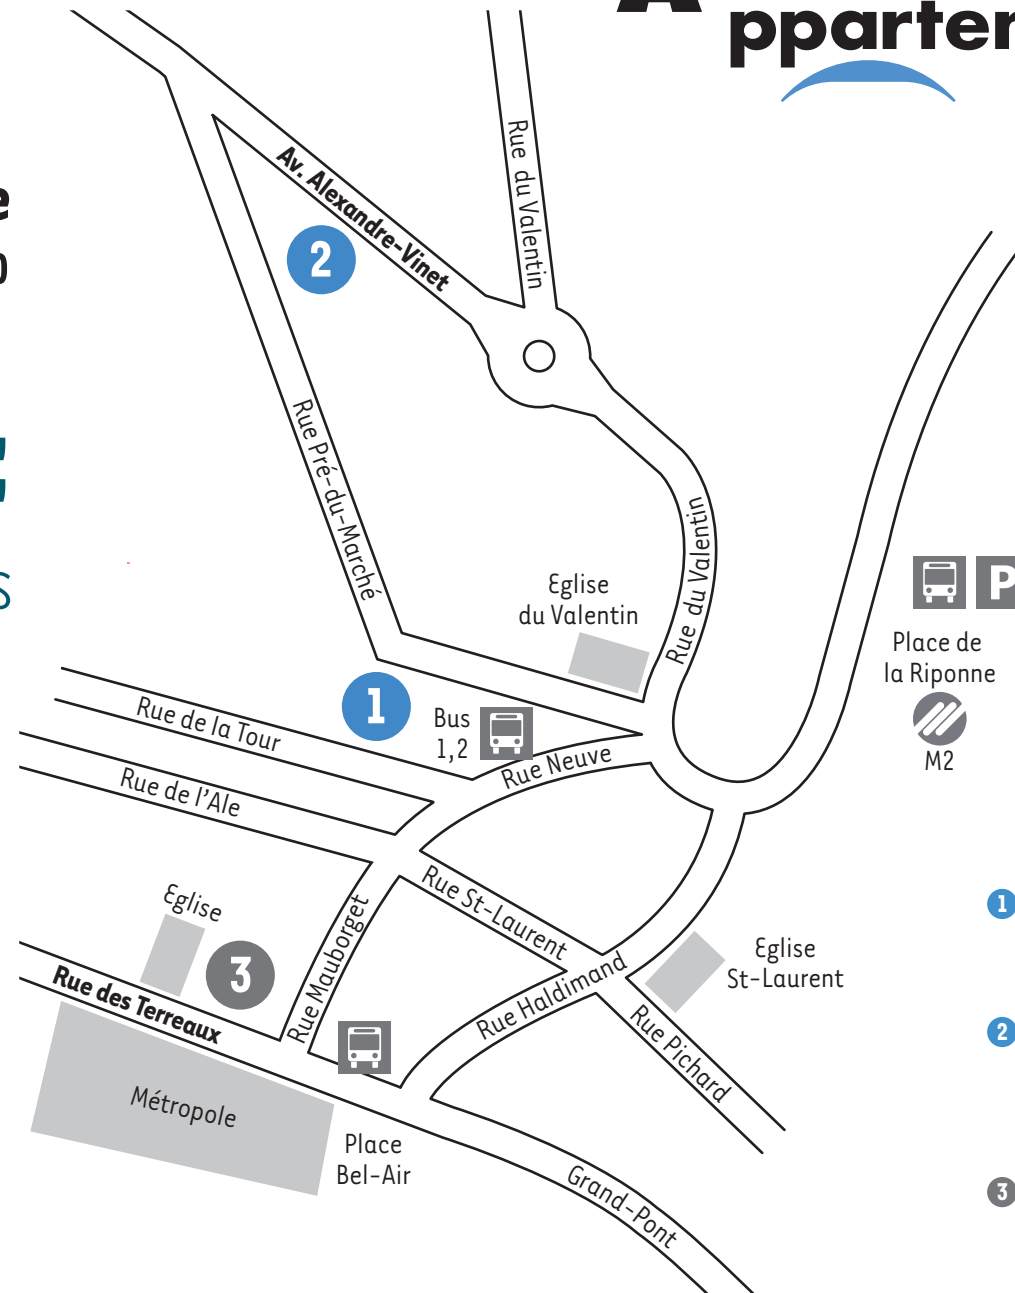 pparter
Rue du Valentin
Av. Alexandre-Vinet
2
Rue Pré-du-Marché
Rue du Valentin
Eglise
du Valentin
P
Place de
la Riponne
M2
1
Bus
1,2
Rue de la Tour
Rue Neuve
Rue de l'Ale
Rue St-Laurent
Eglise
3
Rue Mauborget
Rue Haldimand
Eglise
St-Laurent
1
Rue des Terreaux
Rue Pichard
2
Métropole
Place
Bel-Air
Grand-Pont
3